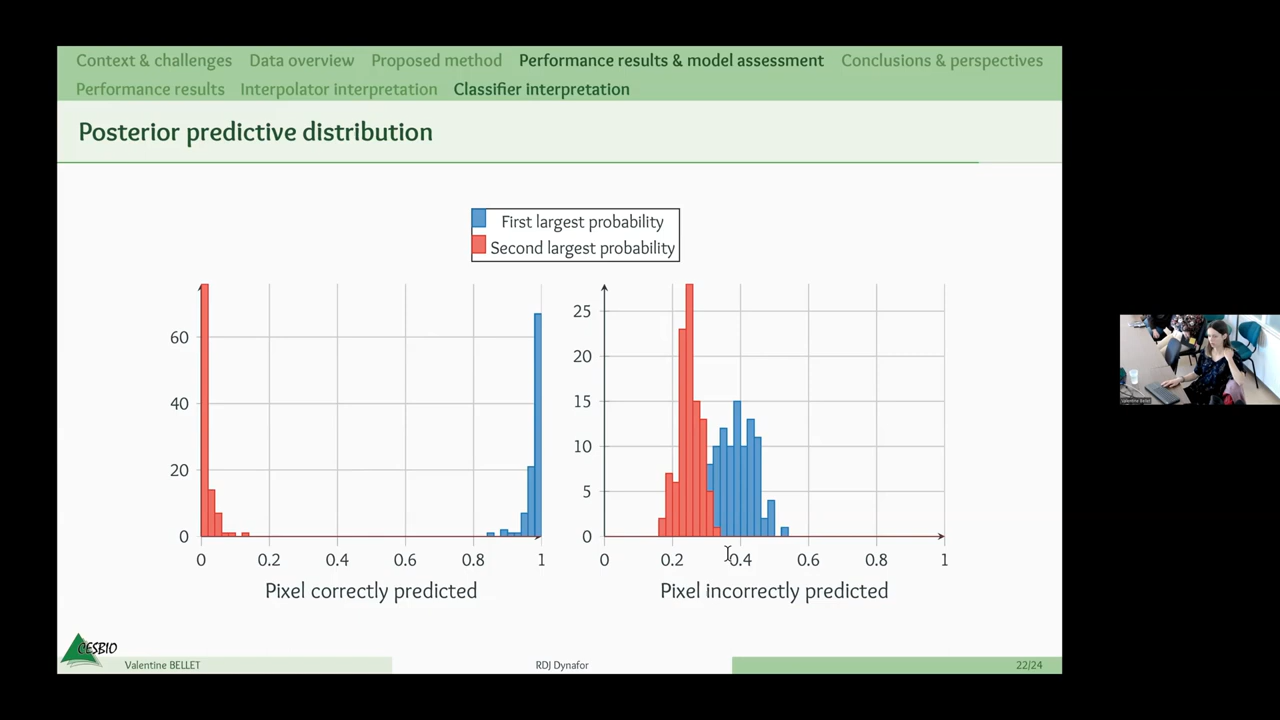 Context & challenges Data overview Proposed method Performance results & model assessment Conclusions & perspectives
Performance results Interpolator interpretation Classifier interpretation
Posterior predictive distribution
First largest probability
Second largest probability
60
40
20
0
0 0.2 0.4 0.6 0.8 1
Pixel correctly predicted
25
20
15
10
5
0
0 0.2 0.4 0.6 0.8 1
Pixel incorrectly predicted
Valentine Bellet
CESBIO
Valentine BELLET RDJ Dynafor 22/24